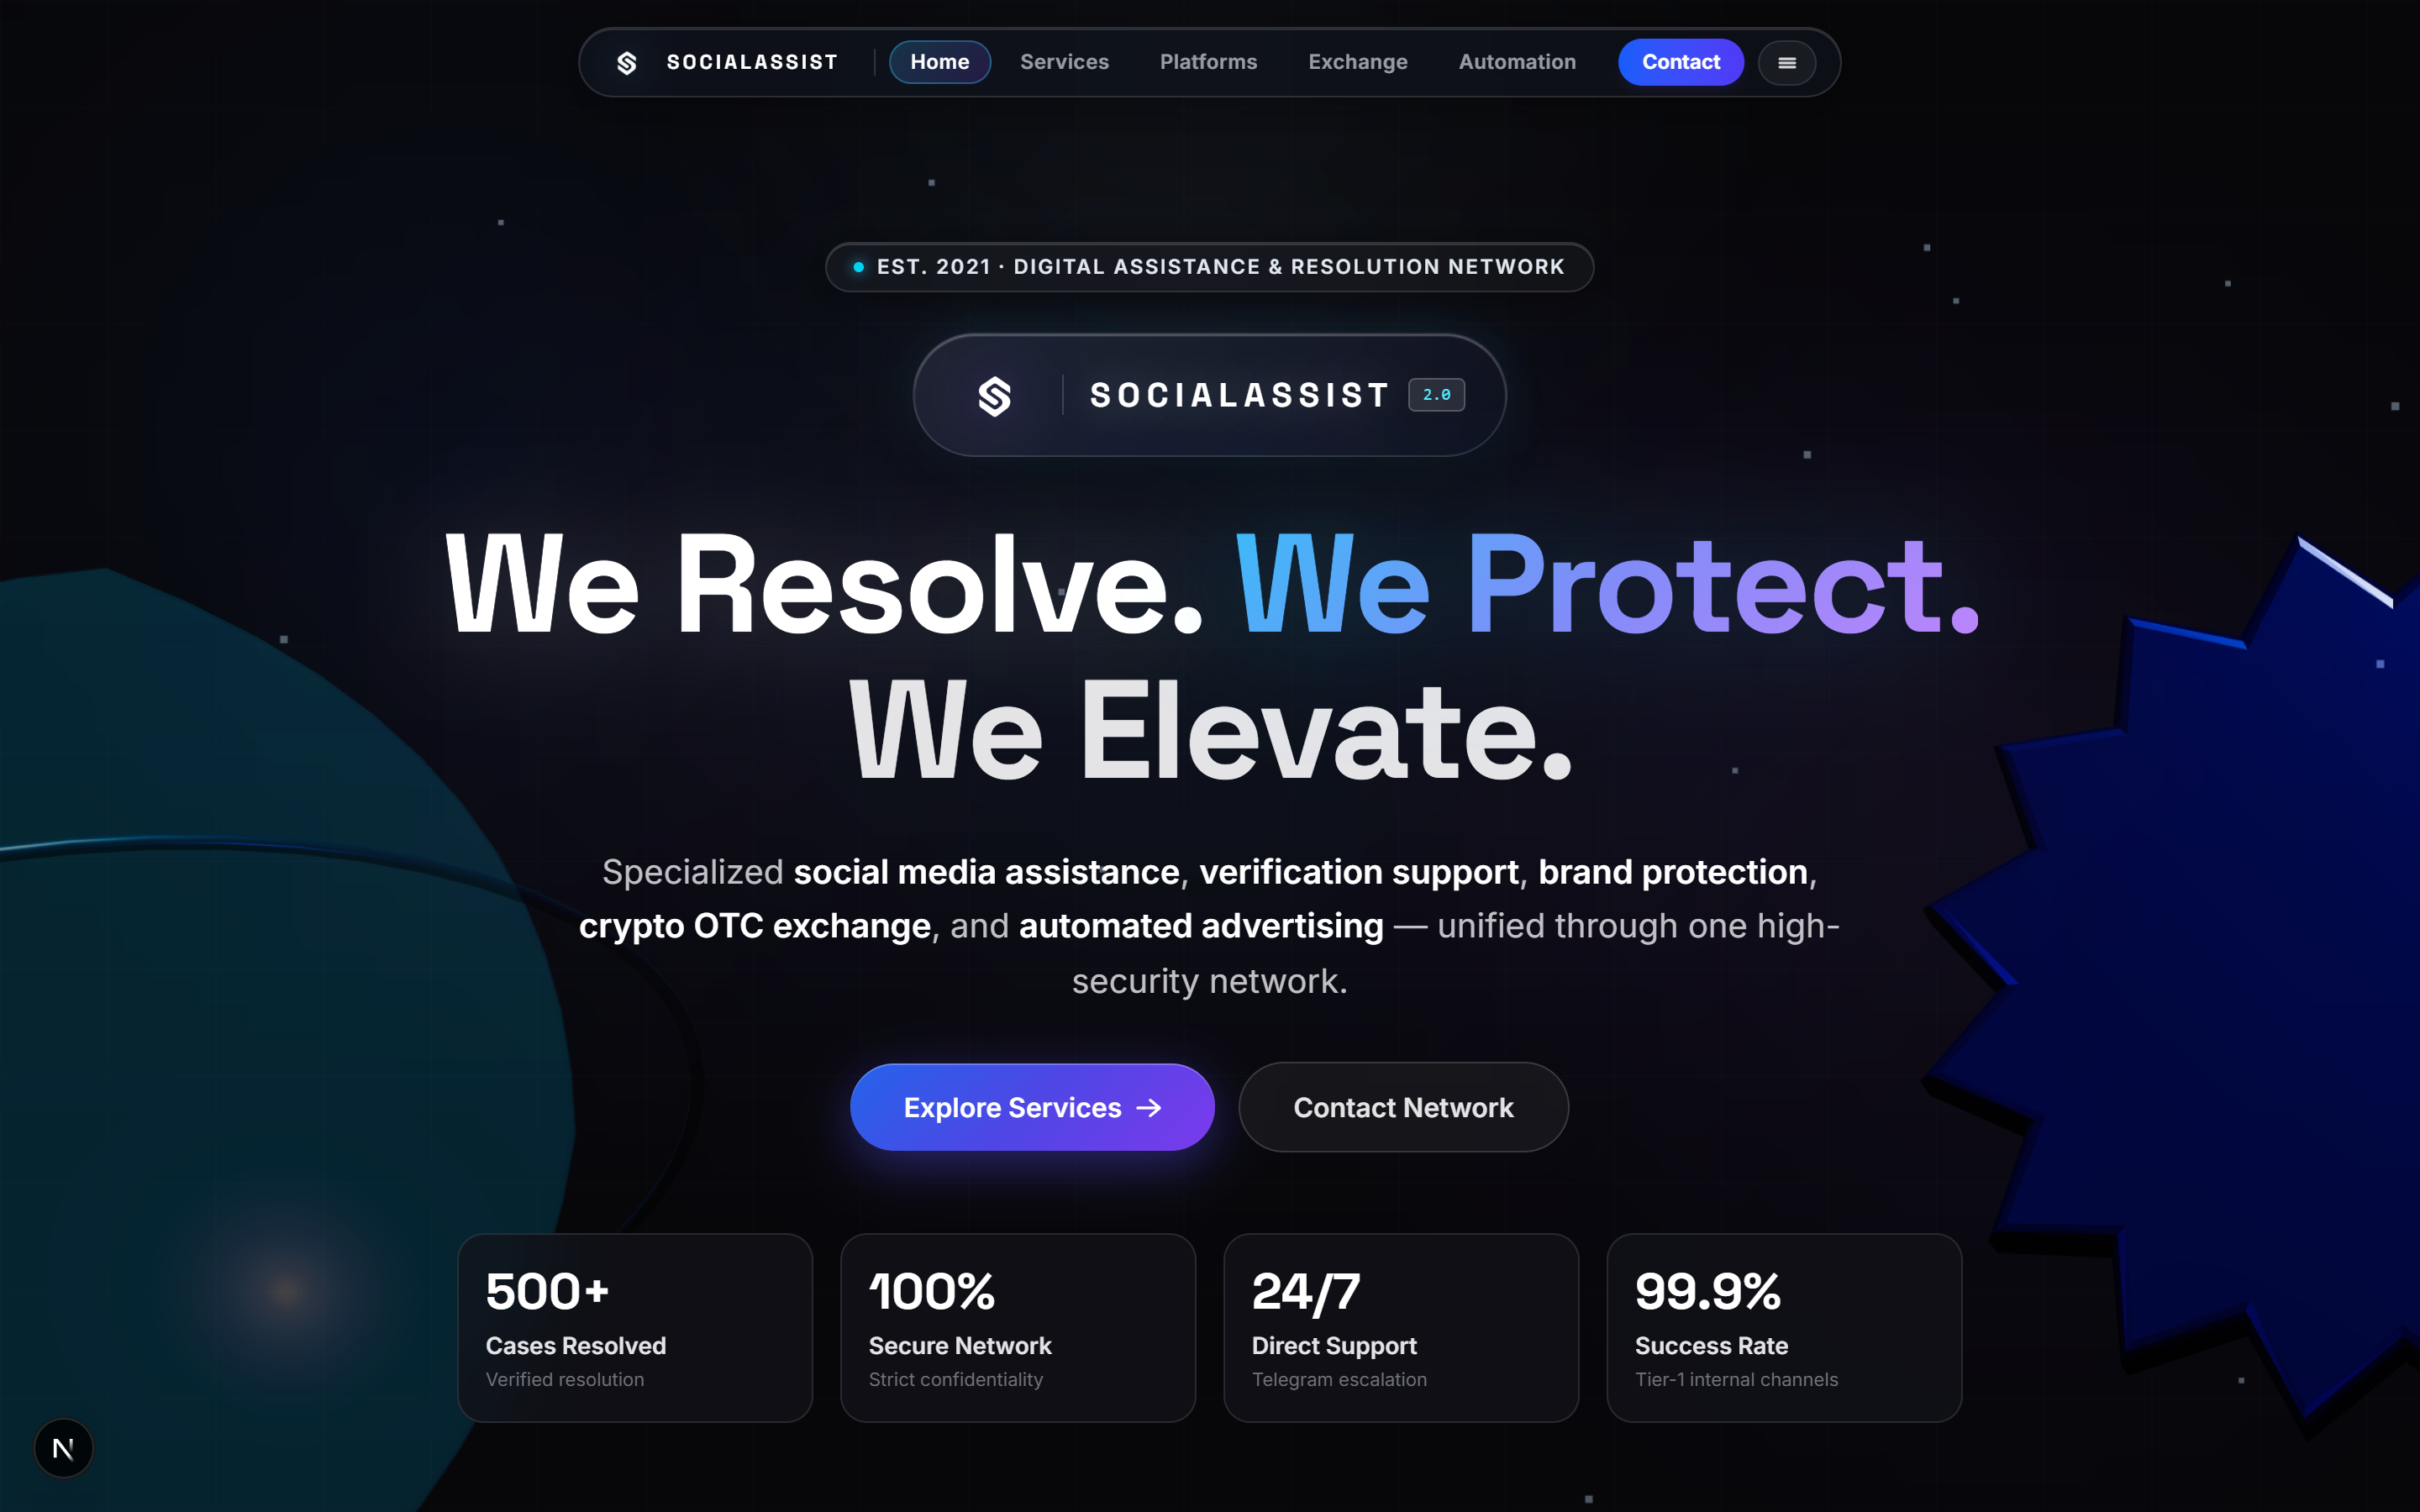 SOCIALASSIST
Home
Services
Platforms
Exchange
Automation
Contact
EST. 2021 · DIGITAL ASSISTANCE & RESOLUTION NETWORK
SOCIALASSIST
2.0
We Resolve. We Protect.
We Elevate.
Specialized social media assistance, verification support, brand protection,
crypto OTC exchange, and automated advertising — unified through one high-
security network.
Explore Services →
Contact Network
500+
Cases Resolved
Verified resolution
100%
Secure Network
Strict confidentiality
24/7
Direct Support
Telegram escalation
99.9%
Success Rate
Tier-1 internal channels
N